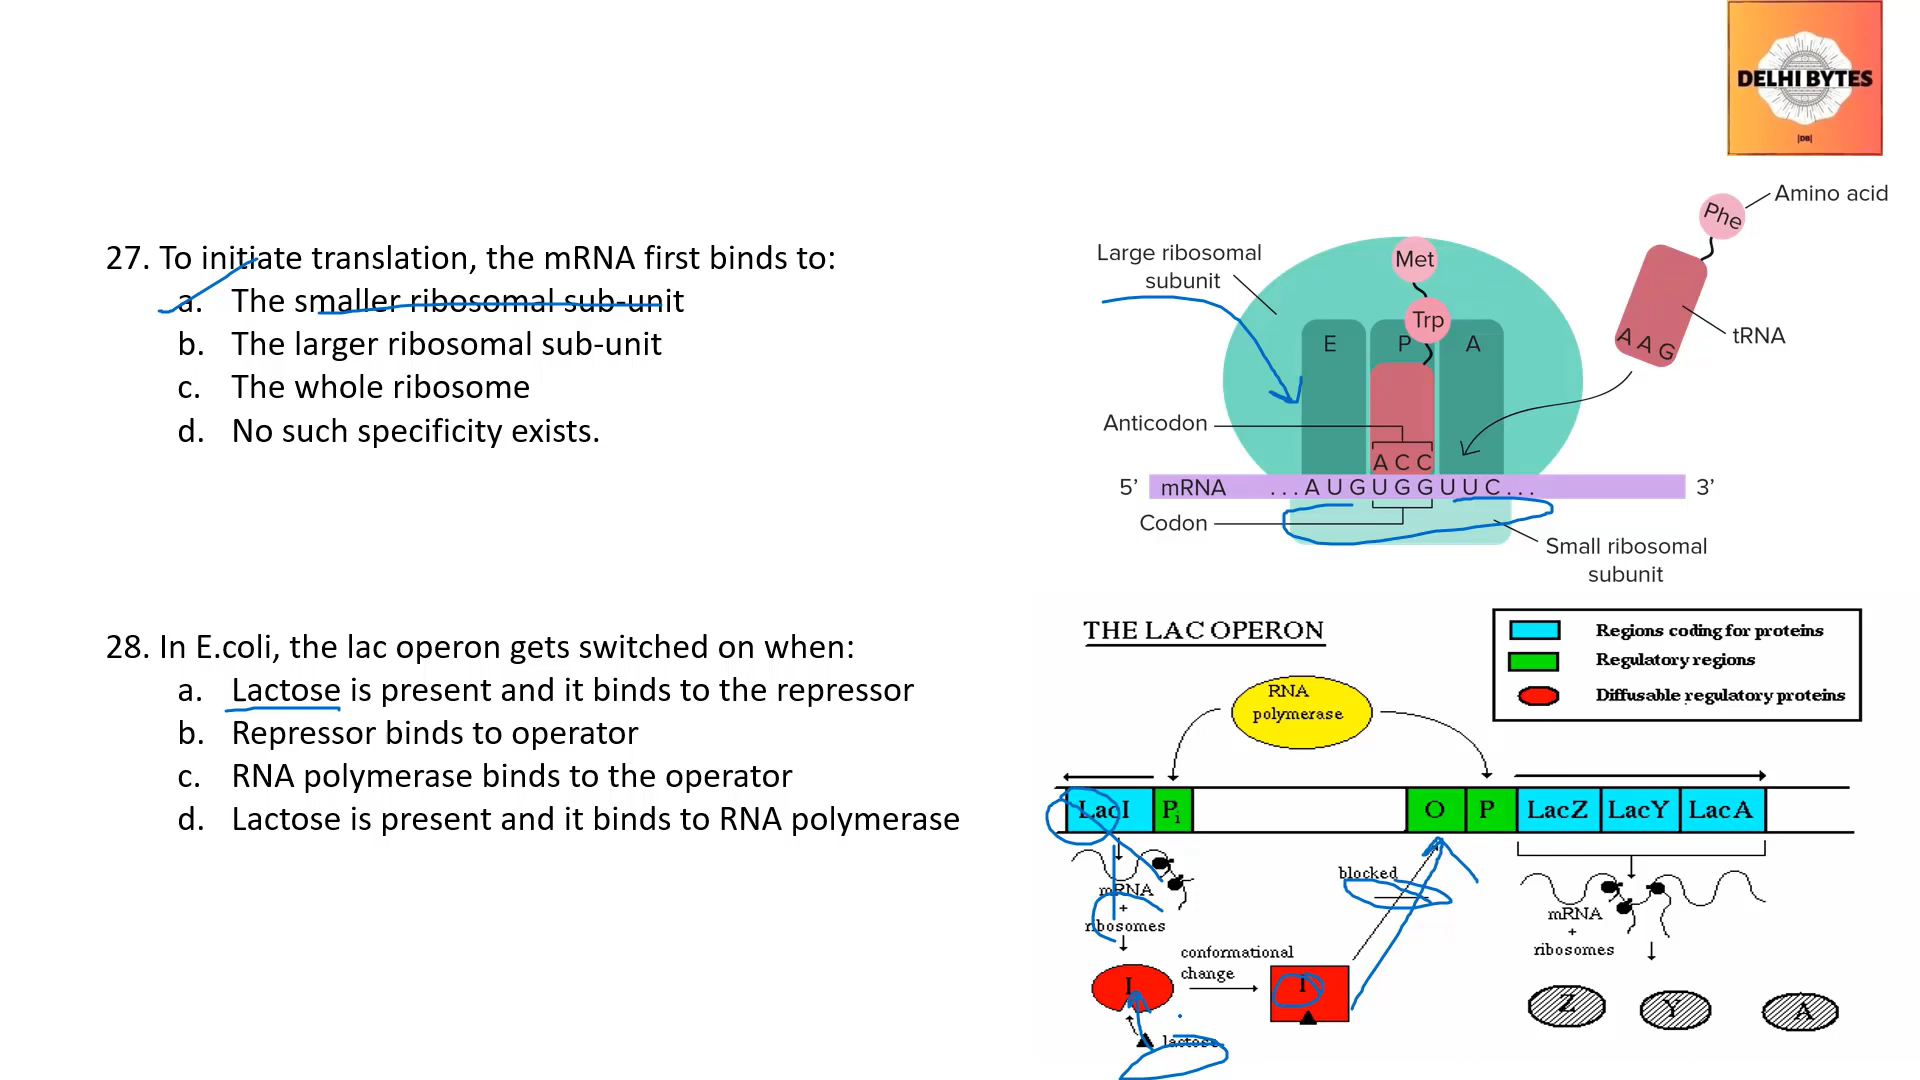 DELHI BYTES
|DB|
27. To initiate translation, the mRNA first binds to:
a. The smaller ribosomal sub-unit
b. The larger ribosomal sub-unit
c. The whole ribosome
d. No such specificity exists.
Amino acid
Phe
Large ribosomal
subunit
Met
Trp
E P A
A A G
tRNA
Anticodon
A C C
5’ mRNA ...A U G U G G U U C... 3’
Codon
Small ribosomal
subunit
28. In E.coli, the lac operon gets switched on when:
a. Lactose is present and it binds to the repressor
b. Repressor binds to operator
c. RNA polymerase binds to the operator
d. Lactose is present and it binds to RNA polymerase
THE LAC OPERON
Regions coding for proteins
Regulatory regions
Diffusable regulatory proteins
RNA
polymerase
LacI Pi O P LacZ LacY LacA
blocked
mRNA
+
ribosomes
mRNA
+
ribosomes
conformational
change
I
I
lactose
Z Y A